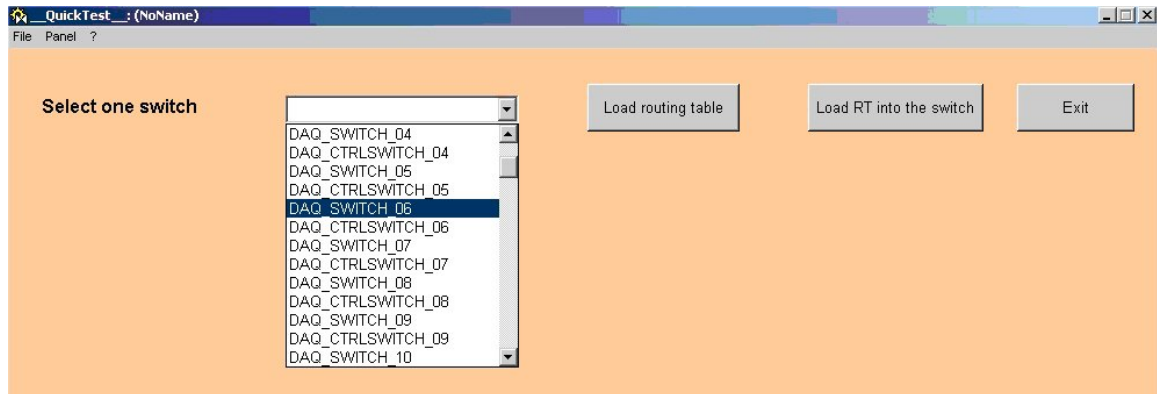 __QuickTest__: (NoName)
File Panel ?
Select one switch
Load routing table
Load RT into the switch
Exit
DAQ_SWITCH_04
DAQ_CTRLSWITCH_04
DAQ_SWITCH_05
DAQ_CTRLSWITCH_05
DAQ_SWITCH_06
DAQ_CTRLSWITCH_06
DAQ_SWITCH_07
DAQ_CTRLSWITCH_07
DAQ_SWITCH_08
DAQ_CTRLSWITCH_08
DAQ_SWITCH_09
DAQ_CTRLSWITCH_09
DAQ_SWITCH_10